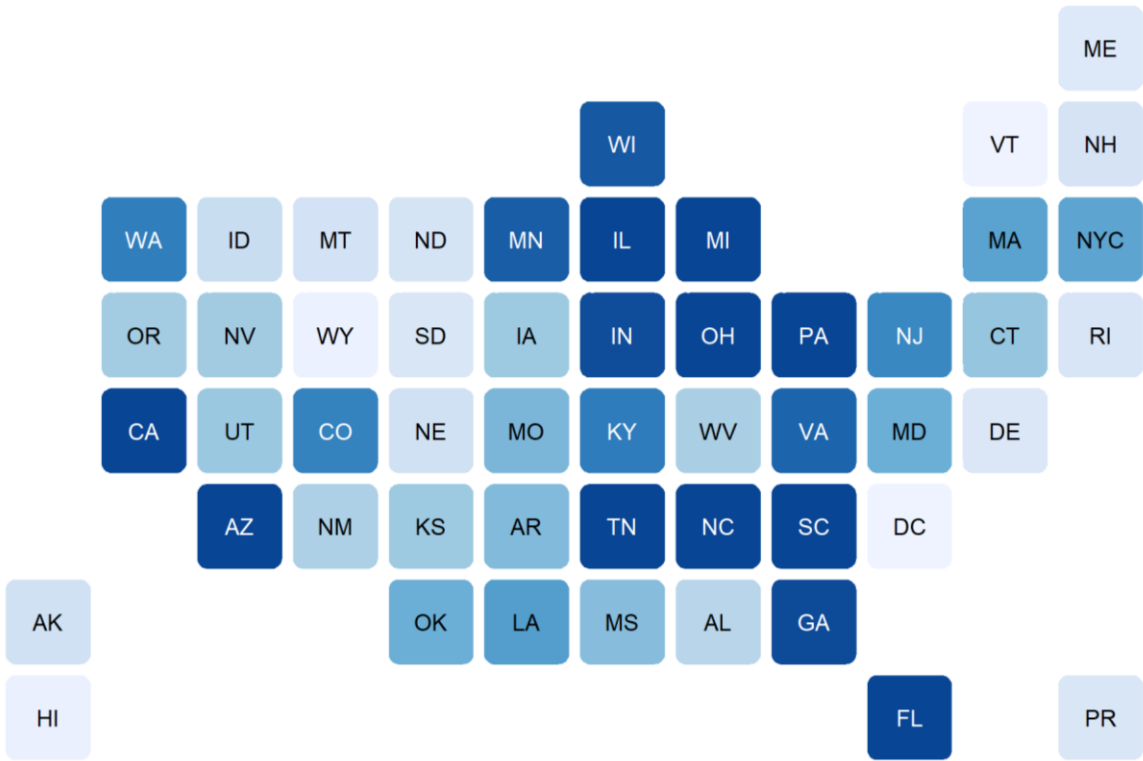 ME
WI VT NH
WA ID MT ND MN IL MI MA NYC
OR NV WY SD IA IN OH PA NJ CT RI
CA UT CO NE MO KY WV VA MD DE
AZ NM KS AR TN NC SC DC
AK OK LA MS AL GA
HI FL PR